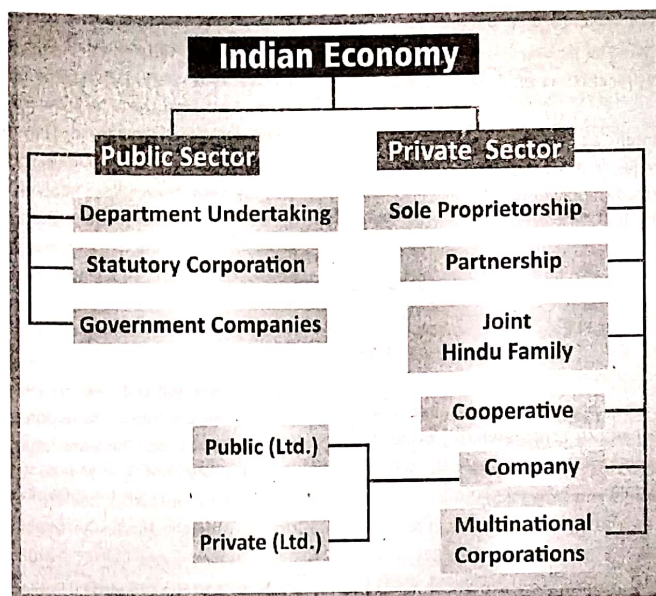 Indian Economy
Public Sector
Department Undertaking
Statutory Corporation
Government Companies
Private Sector
Sole Proprietorship
Partnership
Joint
Hindu Family
Cooperative
Company
Public (Ltd.)
Private (Ltd.)
Multinational
Corporations